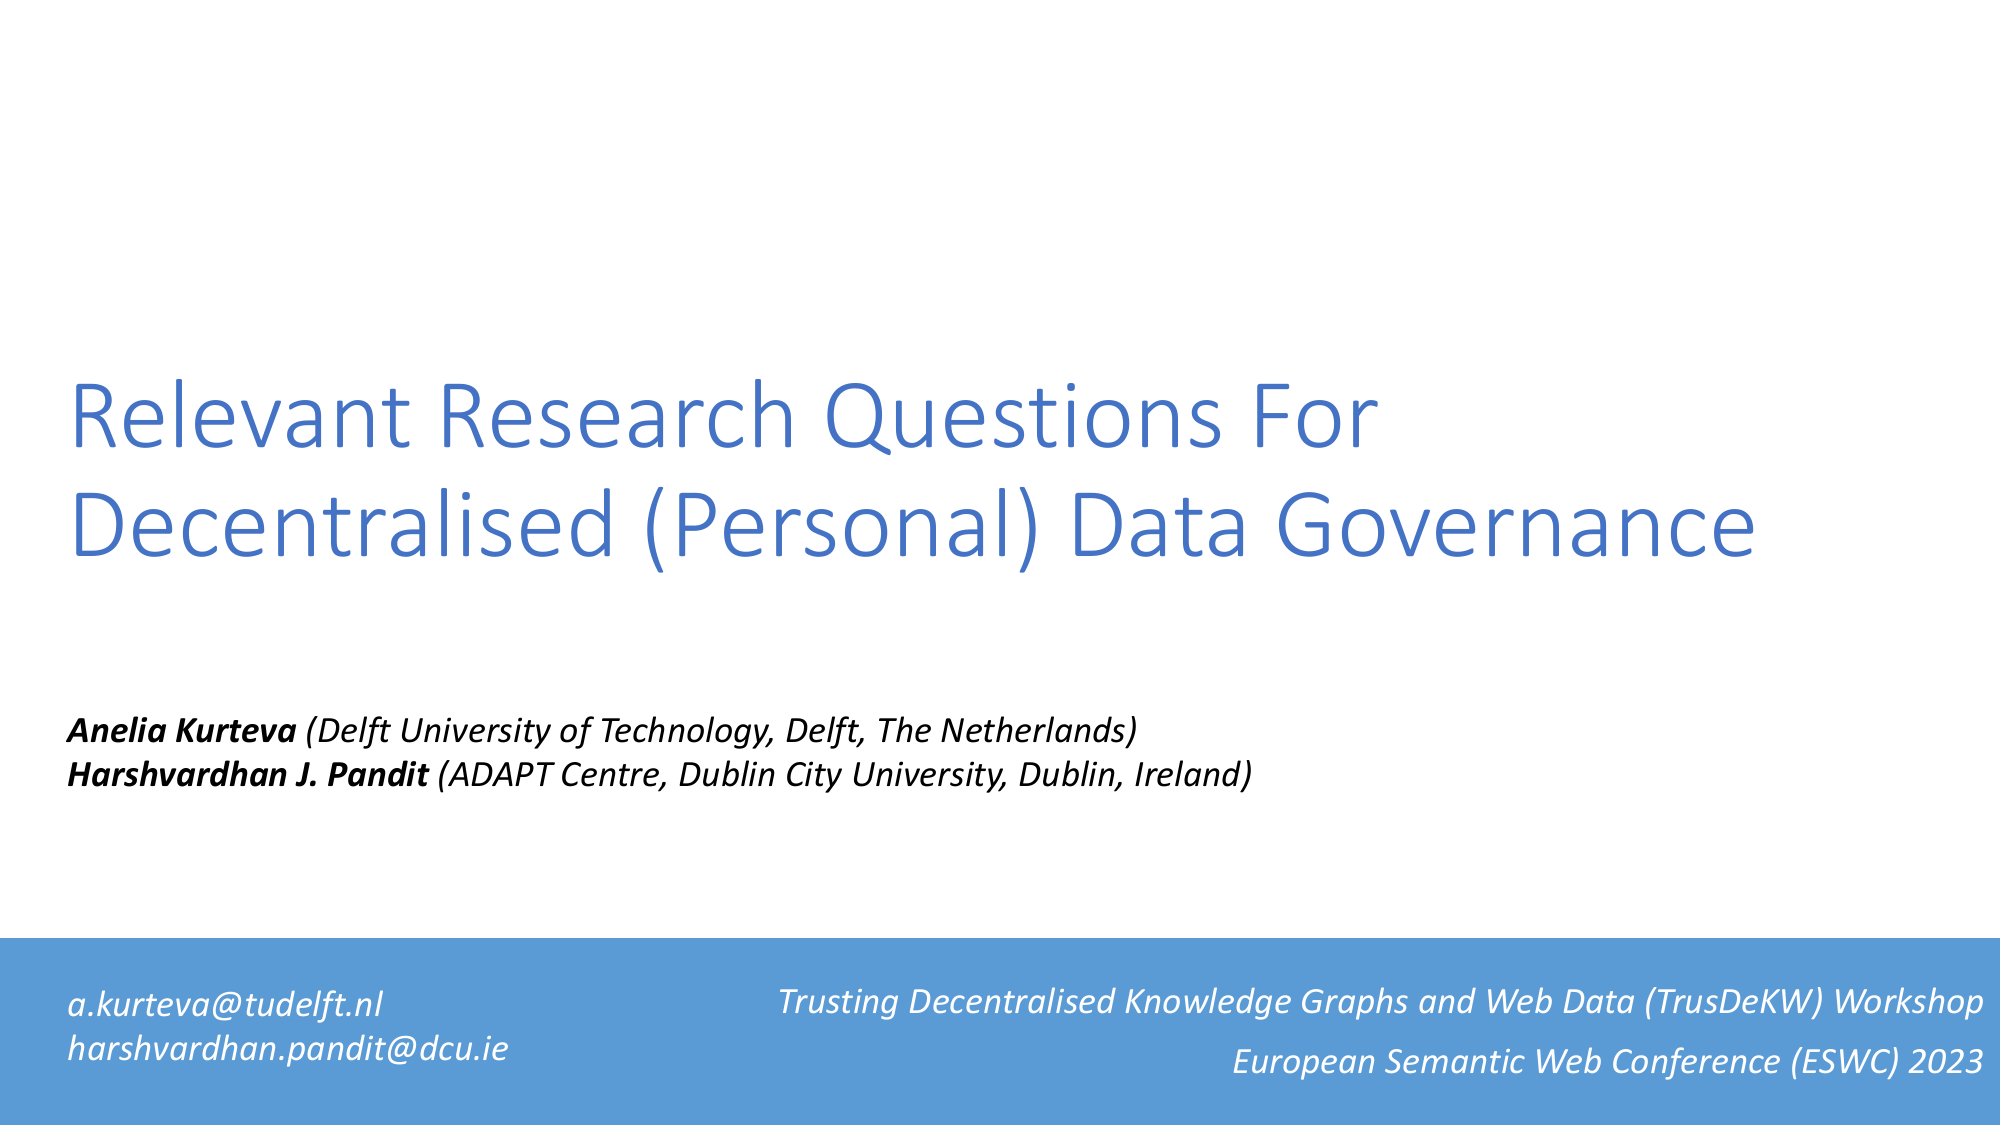 Relevant Research Questions For
Decentralised (Personal) Data Governance
Anelia Kurteva (Delft University of Technology, Delft, The Netherlands)
Harshvardhan J. Pandit (ADAPT Centre, Dublin City University, Dublin, Ireland)
a.kurteva@tudelft.nl
harshvardhan.pandit@dcu.ie
Trusting Decentralised Knowledge Graphs and Web Data (TrusDeKW) Workshop
European Semantic Web Conference (ESWC) 2023